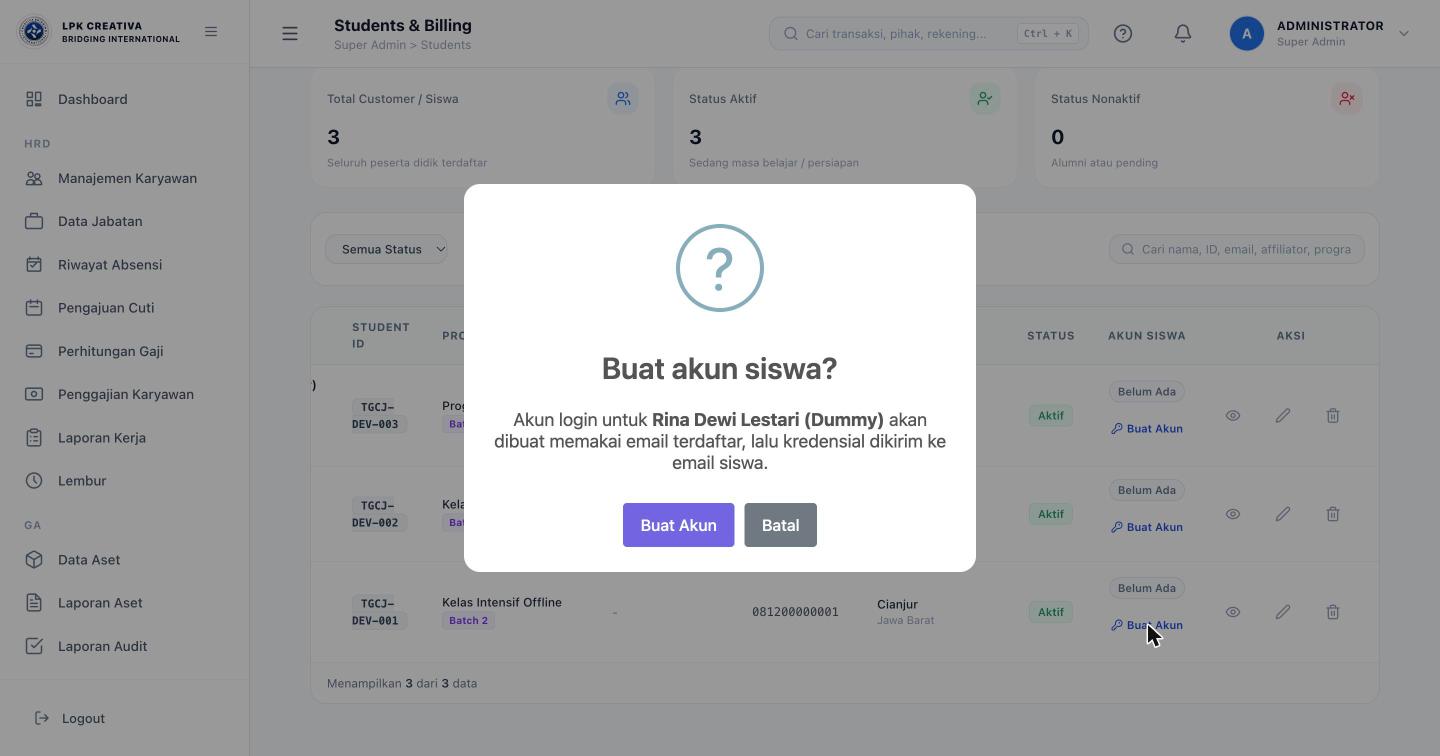 LPK CREATIVA
BRIDGING INTERNATIONAL
Students & Billing
Super Admin > Students
Cari transaksi, pihak, rekening...
Ctrl + K
A
ADMINISTRATOR
Super Admin
Dashboard
HRD
Manajemen Karyawan
Data Jabatan
Riwayat Absensi
Pengajuan Cuti
Perhitungan Gaji
Penggajian Karyawan
Laporan Kerja
Lembur
GA
Data Aset
Laporan Aset
Laporan Audit
Logout
Total Customer / Siswa
3
Seluruh peserta didik terdaftar
Status Aktif
3
Sedang masa belajar / persiapan
Status Nonaktif
0
Alumni atau pending
Semua Status
Cari nama, ID, email, affiliator, progra
STUDENT
ID
PRO
STATUS
AKUN SISWA
AKSI
)
TGCJ-
DEV-003
Prog
Bat
Aktif
Belum Ada
Buat Akun
TGCJ-
DEV-002
Kela
Bat
Aktif
Belum Ada
Buat Akun
TGCJ-
DEV-001
Kelas Intensif Offline
Batch 2
-
081200000001
Cianjur
Jawa Barat
Aktif
Belum Ada
Buat Akun
Menampilkan 3 dari 3 data
?
Buat akun siswa?
Akun login untuk Rina Dewi Lestari (Dummy) akan
dibuat memakai email terdaftar, lalu kredensial dikirim ke
email siswa.
Buat Akun
Batal